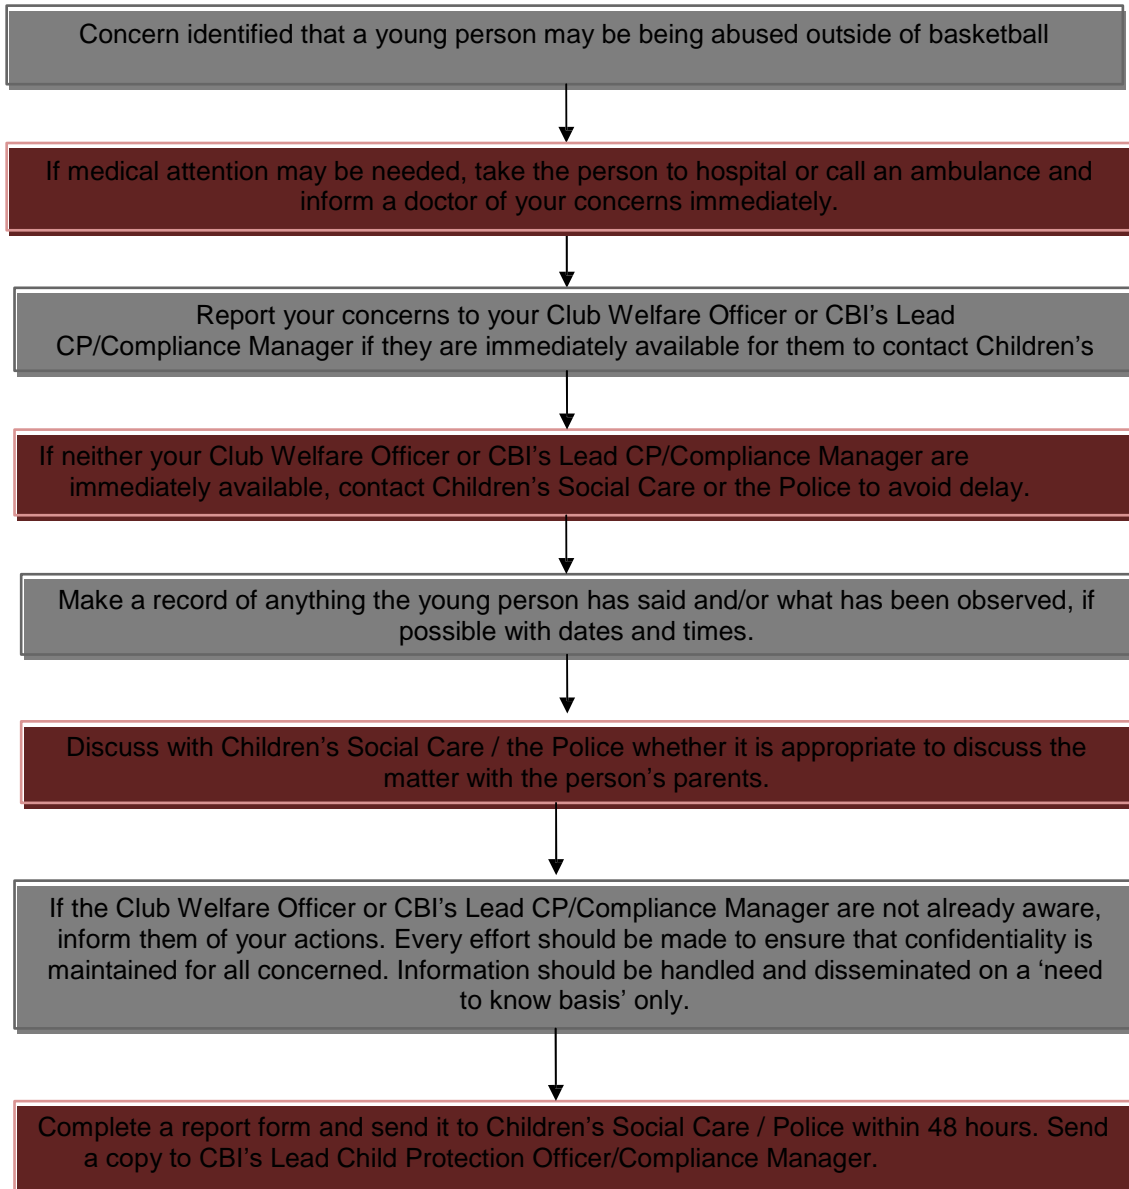 Concern identified that a young person may be being abused outside of basketball
If medical attention may be needed, take the person to hospital or call an ambulance and
inform a doctor of your concerns immediately.
Report your concerns to your Club Welfare Officer or CBI's Lead
CP/Compliance Manager if they are immediately available for them to contact Children's
If neither your Club Welfare Officer or CBI's Lead CP/Compliance Manager are
immediately available, contact Children's Social Care or the Police to avoid delay.
Make a record of anything the young person has said and/or what has been observed, if
possible with dates and times.
Discuss with Children's Social Care / the Police whether it is appropriate to discuss the
matter with the person's parents.
If the Club Welfare Officer or CBI's Lead CP/Compliance Manager are not already aware,
inform them of your actions. Every effort should be made to ensure that confidentiality is
maintained for all concerned. Information should be handled and disseminated on a ‘need
to know basis’ only.
Complete a report form and send it to Children's Social Care / Police within 48 hours. Send
a copy to CBI's Lead Child Protection Officer/Compliance Manager.